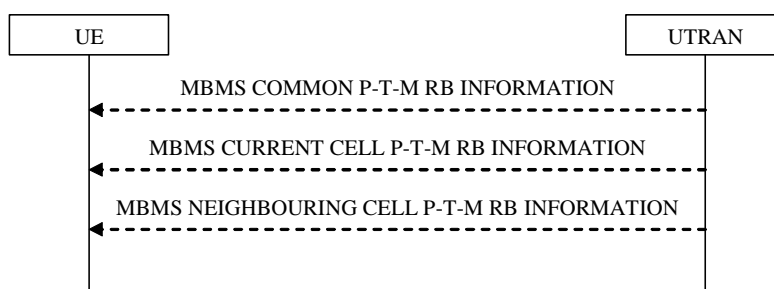 UE
UTRAN
MBMS COMMON P-T-M RB INFORMATION
MBMS CURRENT CELL P-T-M RB INFORMATION
MBMS NEIGHBOURING CELL P-T-M RB INFORMATION